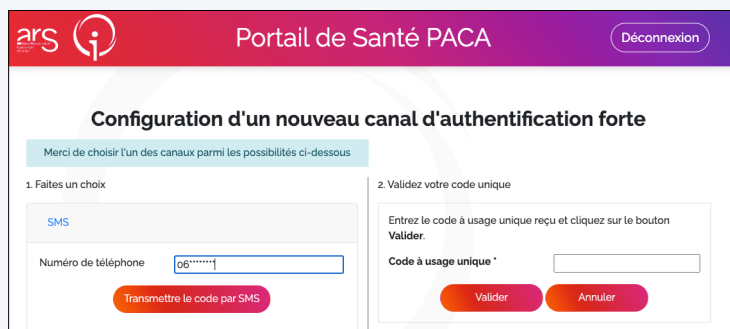 ars
Portail de Santé PACA
Déconnexion
Configuration d'un nouveau canal d'authentification forte
Merci de choisir l'un des canaux parmi les possibilités ci-dessous
1. Faites un choix
SMS
Numéro de téléphone
06********
Transmettre le code par SMS
2. Validez votre code unique
Entrez le code à usage unique reçu et cliquez sur le bouton
Valider.
Code à usage unique *
Valider
Annuler